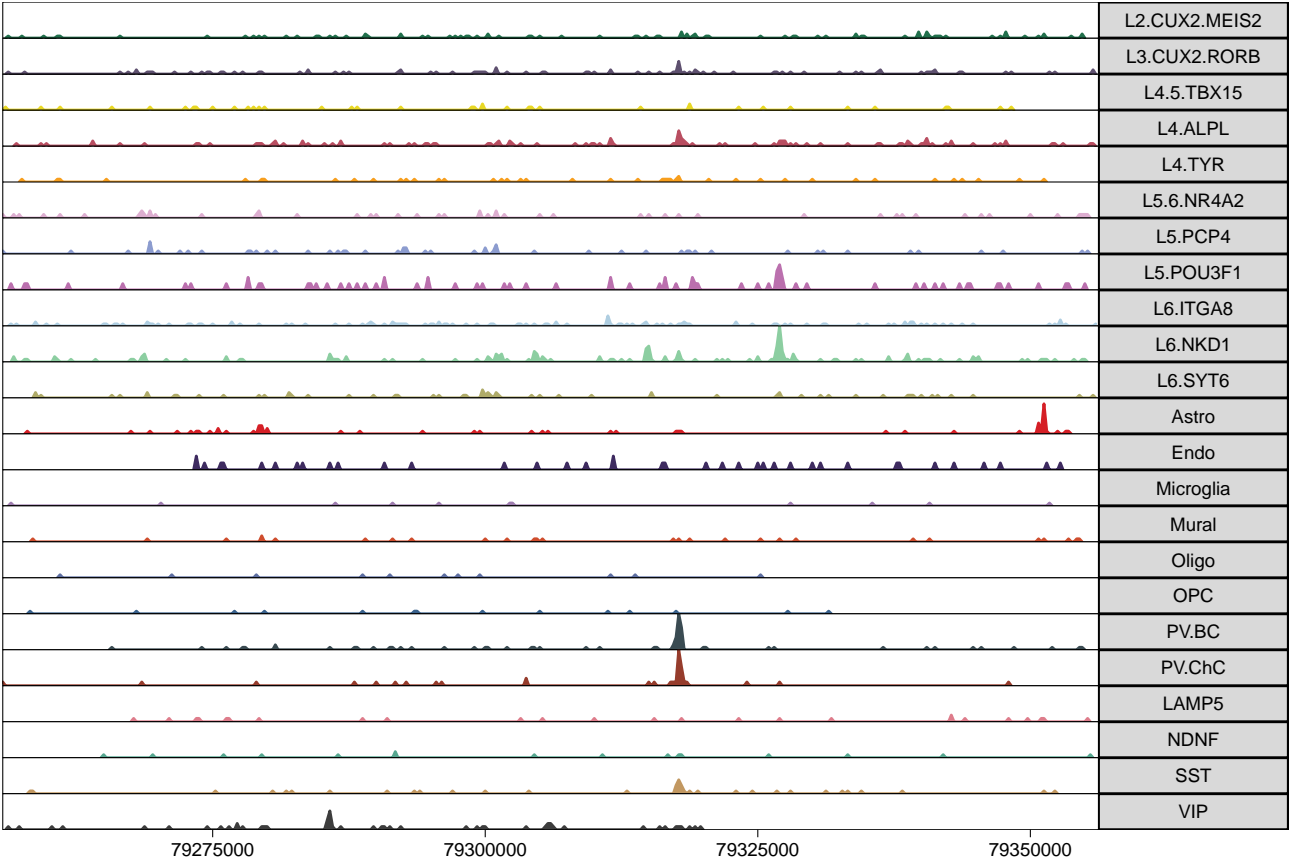 L2.CUX2.MEIS2
L3.CUX2.RORB
L4.5.TBX15
L4.ALPL
L4.TYR
L5.6.NR4A2
L5.PCP4
L5.POU3F1
L6.ITGA8
L6.NKD1
L6.SYT6
Astro
Endo
Microglia
Mural
Oligo
OPC
PV.BC
PV.ChC
LAMP5
NDNF
SST
VIP
79275000 79300000 79325000 79350000